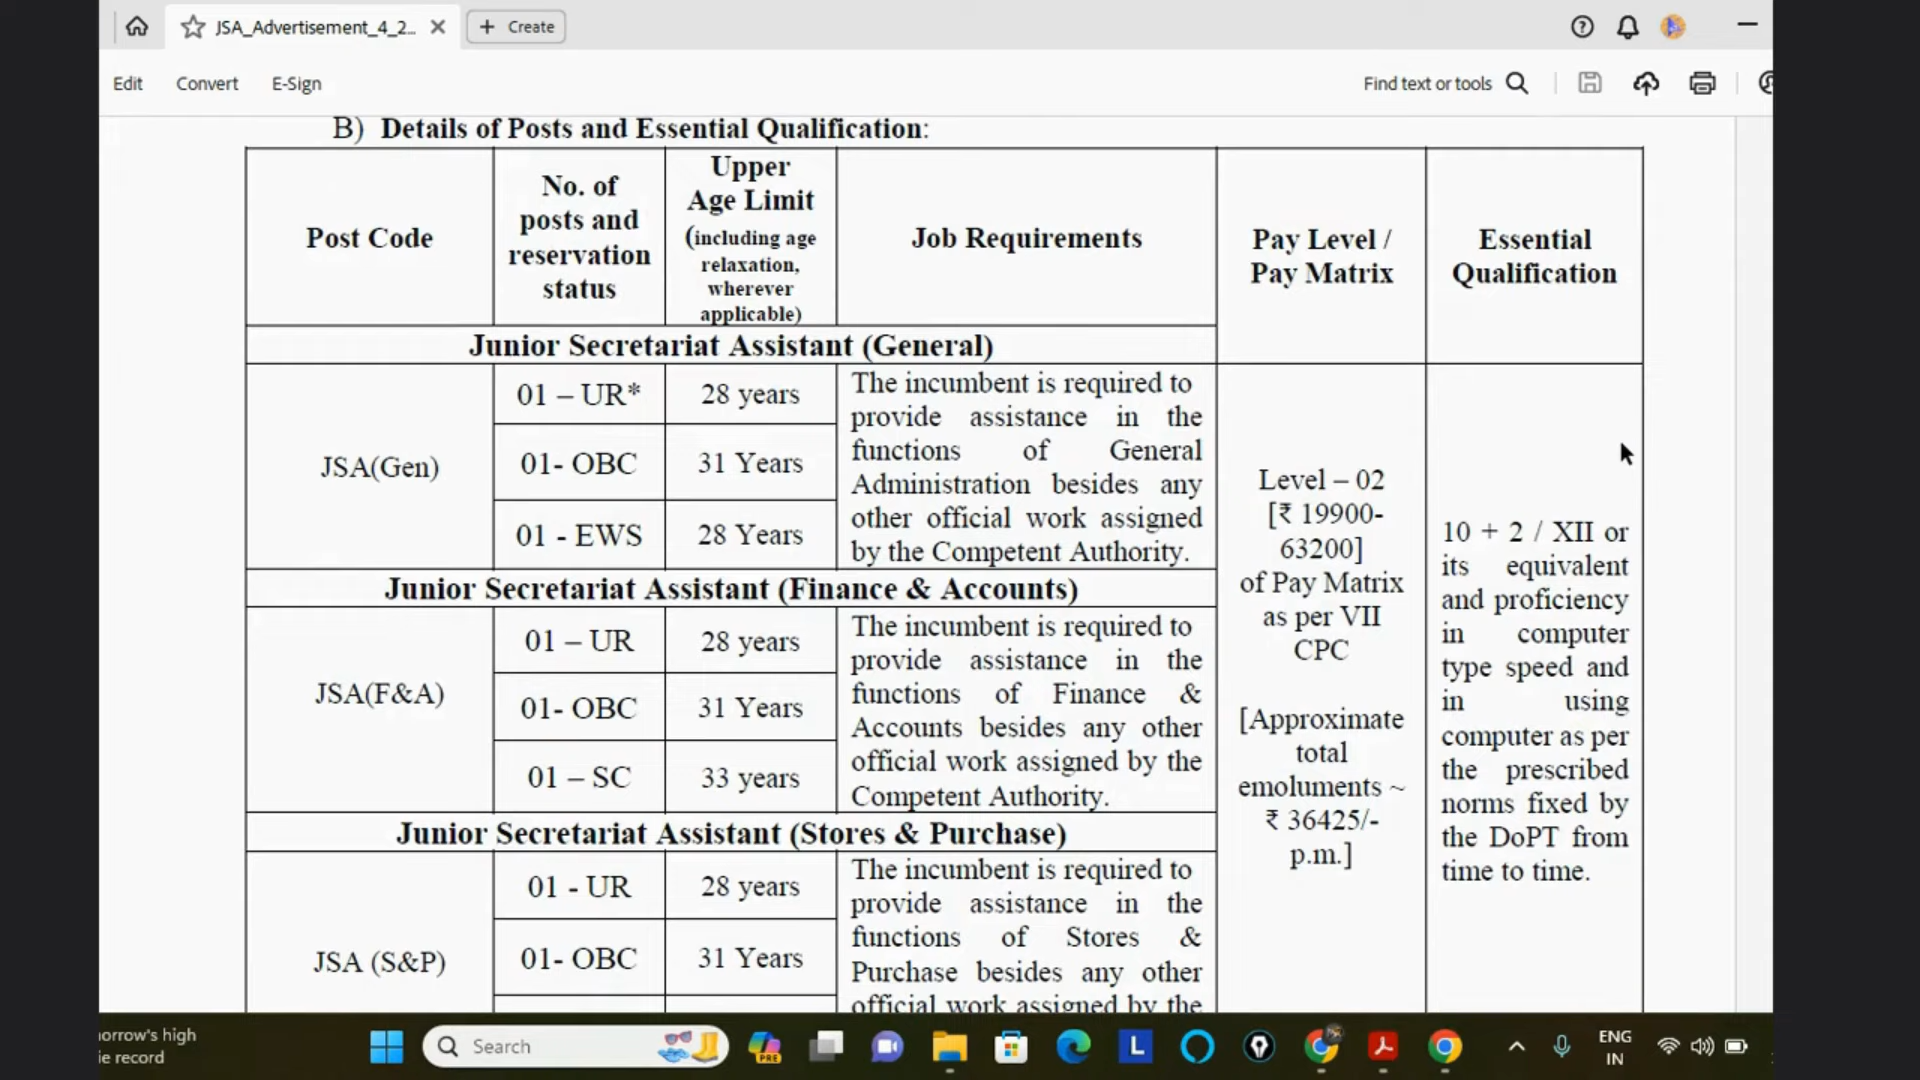 JSA_Advertisement_4_2...
Create
Edit
Convert
E-Sign
Find text or tools
B) Details of Posts and Essential Qualification:
Post Code
No. of
posts and
reservation
status
Upper
Age Limit
(including age
relaxation,
wherever
applicable)
Job Requirements
Pay Level /
Pay Matrix
Essential
Qualification
Junior Secretariat Assistant (General)
JSA(Gen)
01 – UR*
28 years
01- OBC
31 Years
01 - EWS
28 Years
The incumbent is required to
provide assistance in the
functions of General
Administration besides any
other official work assigned
by the Competent Authority.
Level – 02
[₹ 19900-
63200]
of Pay Matrix
as per VII
CPC
[Approximate
total
emoluments ~
₹ 36425/-
p.m.]
10 + 2 / XII or
its equivalent
and proficiency
in computer
type speed and
in using
computer as per
the prescribed
norms fixed by
the DoPT from
time to time.
Junior Secretariat Assistant (Finance & Accounts)
JSA(F&A)
01 – UR
28 years
01- OBC
31 Years
01 – SC
33 years
The incumbent is required to
provide assistance in the
functions of Finance &
Accounts besides any other
official work assigned by the
Competent Authority.
Junior Secretariat Assistant (Stores & Purchase)
JSA (S&P)
01 - UR
28 years
01- OBC
31 Years
The incumbent is required to
provide assistance in the
functions of Stores &
Purchase besides any other
official work assigned by the
orrow's high
e record
Search
PRE
L
ENG
IN